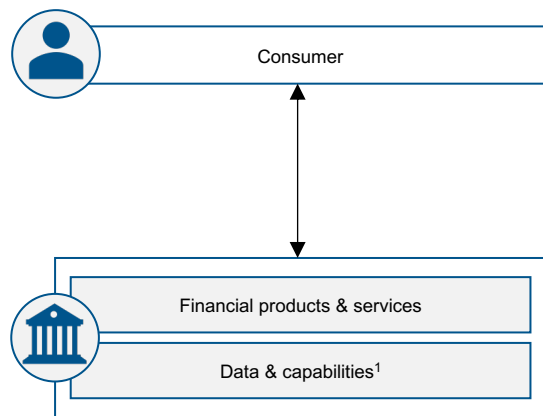 Consumer
Financial products & services
Data & capabilities¹